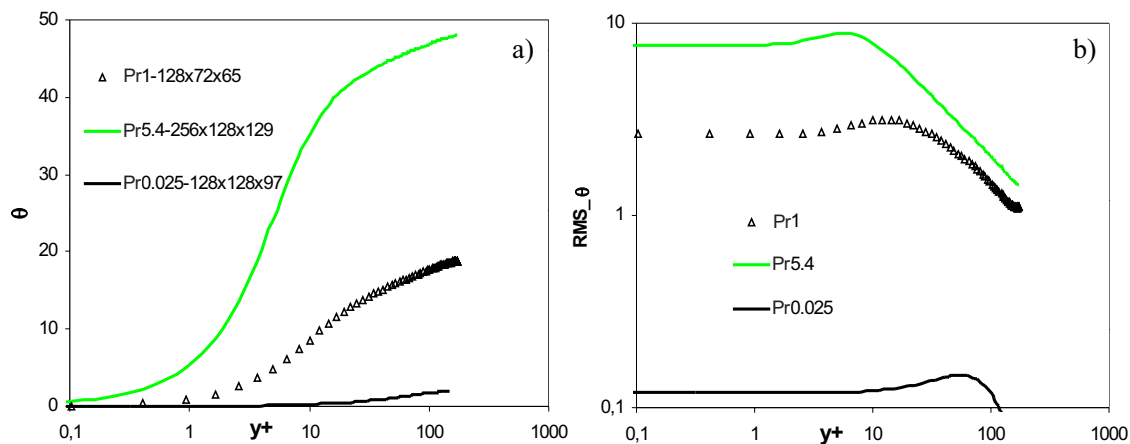 a)
60
50
40
30
20
10
0
θ
Pr1-128x72x65
Pr5.4-256x128x129
Pr0.025-128x128x97
0,1
1
y+
10
100
1000
b)
10
1
0,1
RMS_θ
Pr1
Pr5.4
Pr0.025
0,1
1
y+
10
100
1000